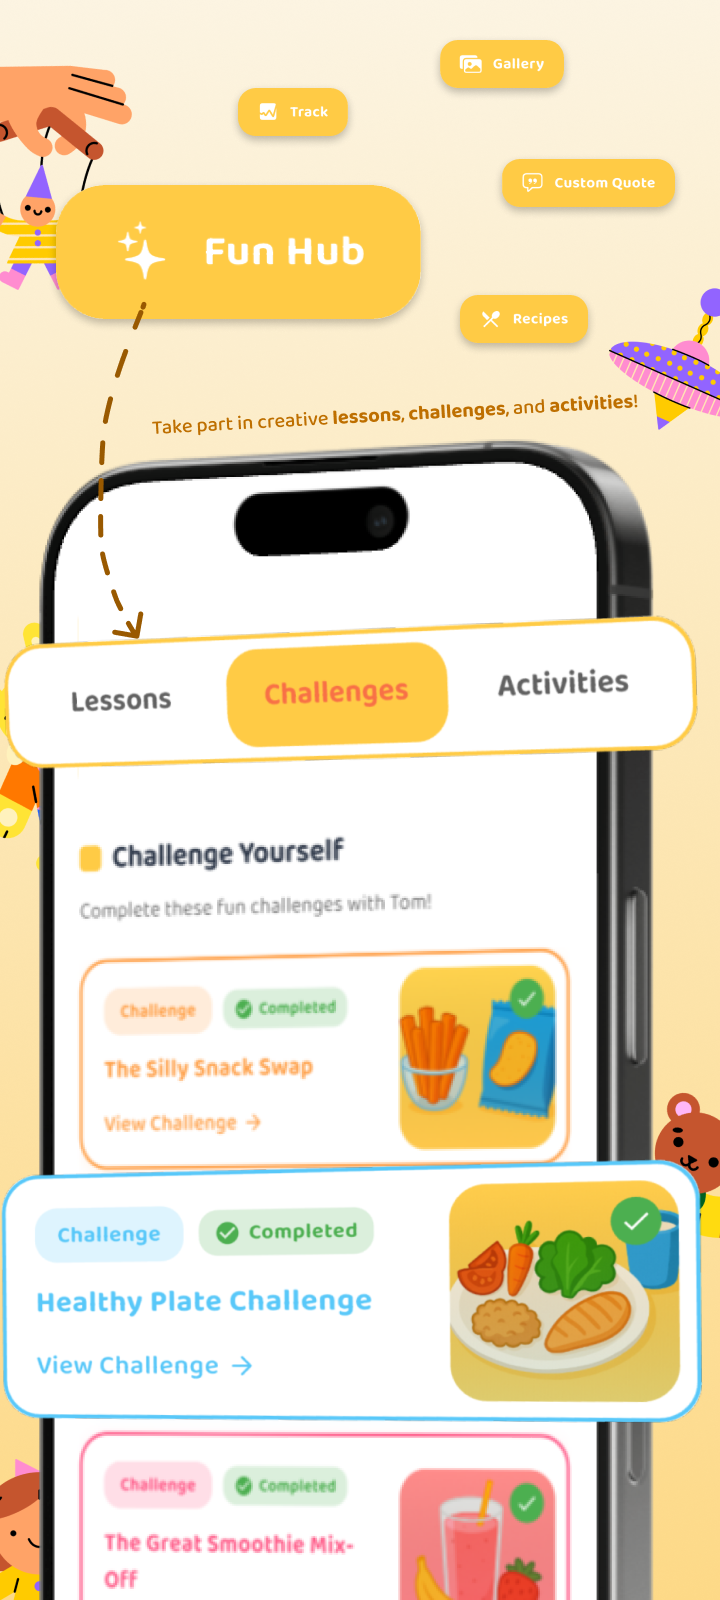 Gallery
Track
Custom Quote
Fun Hub
Recipes
Take part in creative lessons, challenges, and activities!
Lessons
Challenges
Activities
Challenge Yourself
Complete these fun challenges with Tom!
Challenge
Completed
The Silly Snack Swap
View Challenge →
Challenge
Completed
Healthy Plate Challenge
View Challenge →
Challenge
Completed
The Great Smoothie Mix-
Off